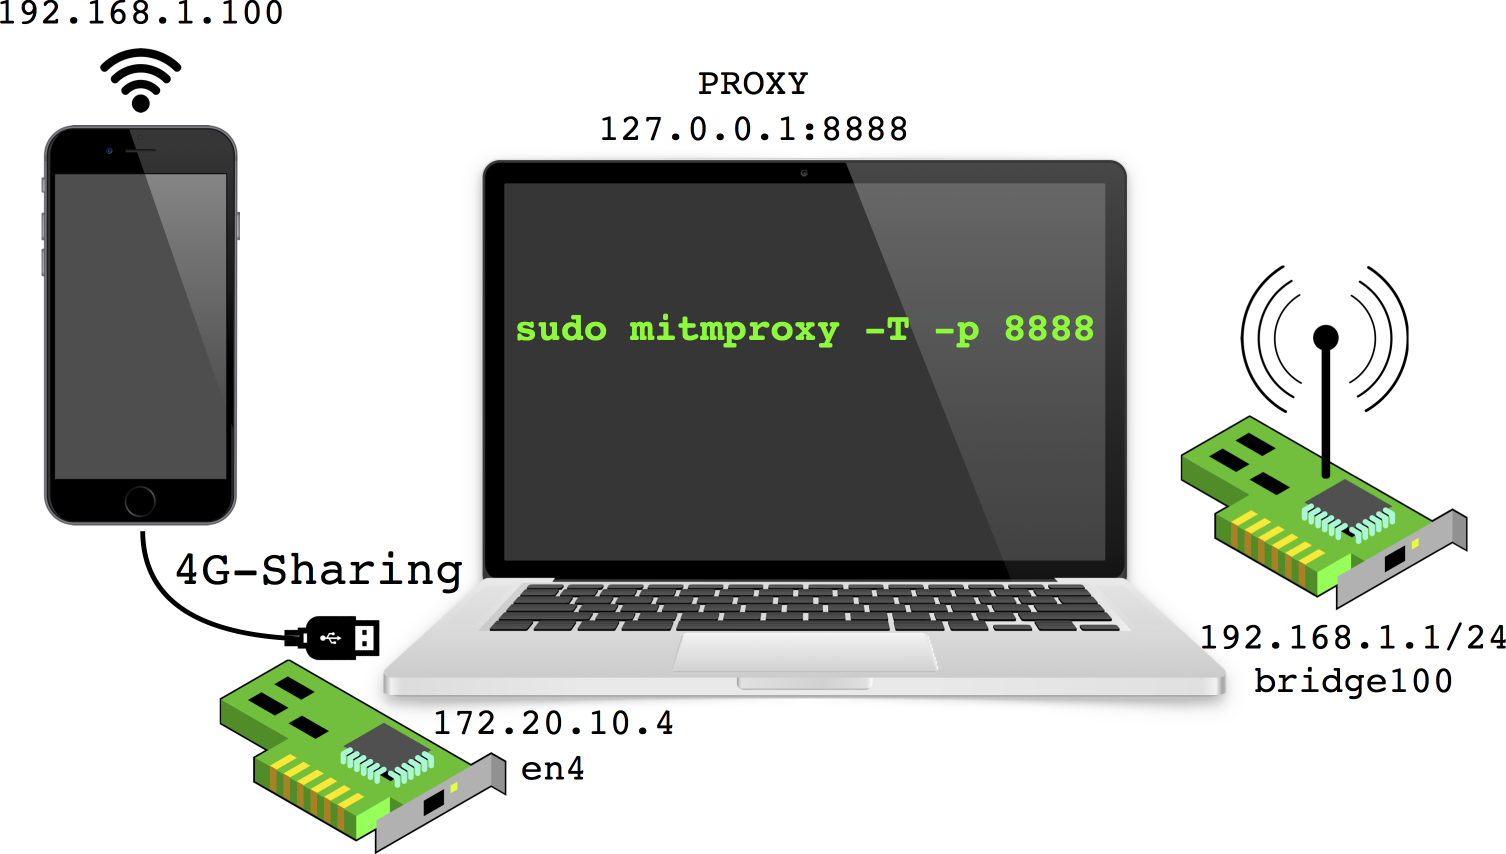 192.168.1.100
PROXY
127.0.0.1:8888
sudo mitmproxy -T -p 8888
4G-Sharing
192.168.1.1/24
bridge100
172.20.10.4
en4